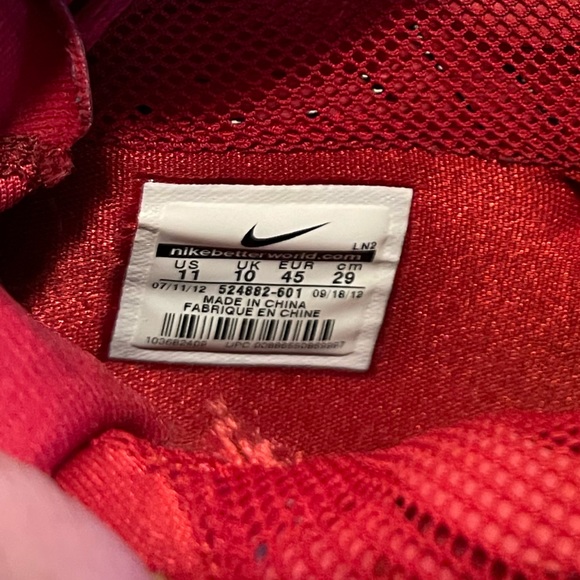 LN2
nikebetterworld.com
US UK EUR cm
11 10 45 29
07/11/12 524882-601 09/18/12
MADE IN CHINA
FABRIQUE EN CHINE
UPC